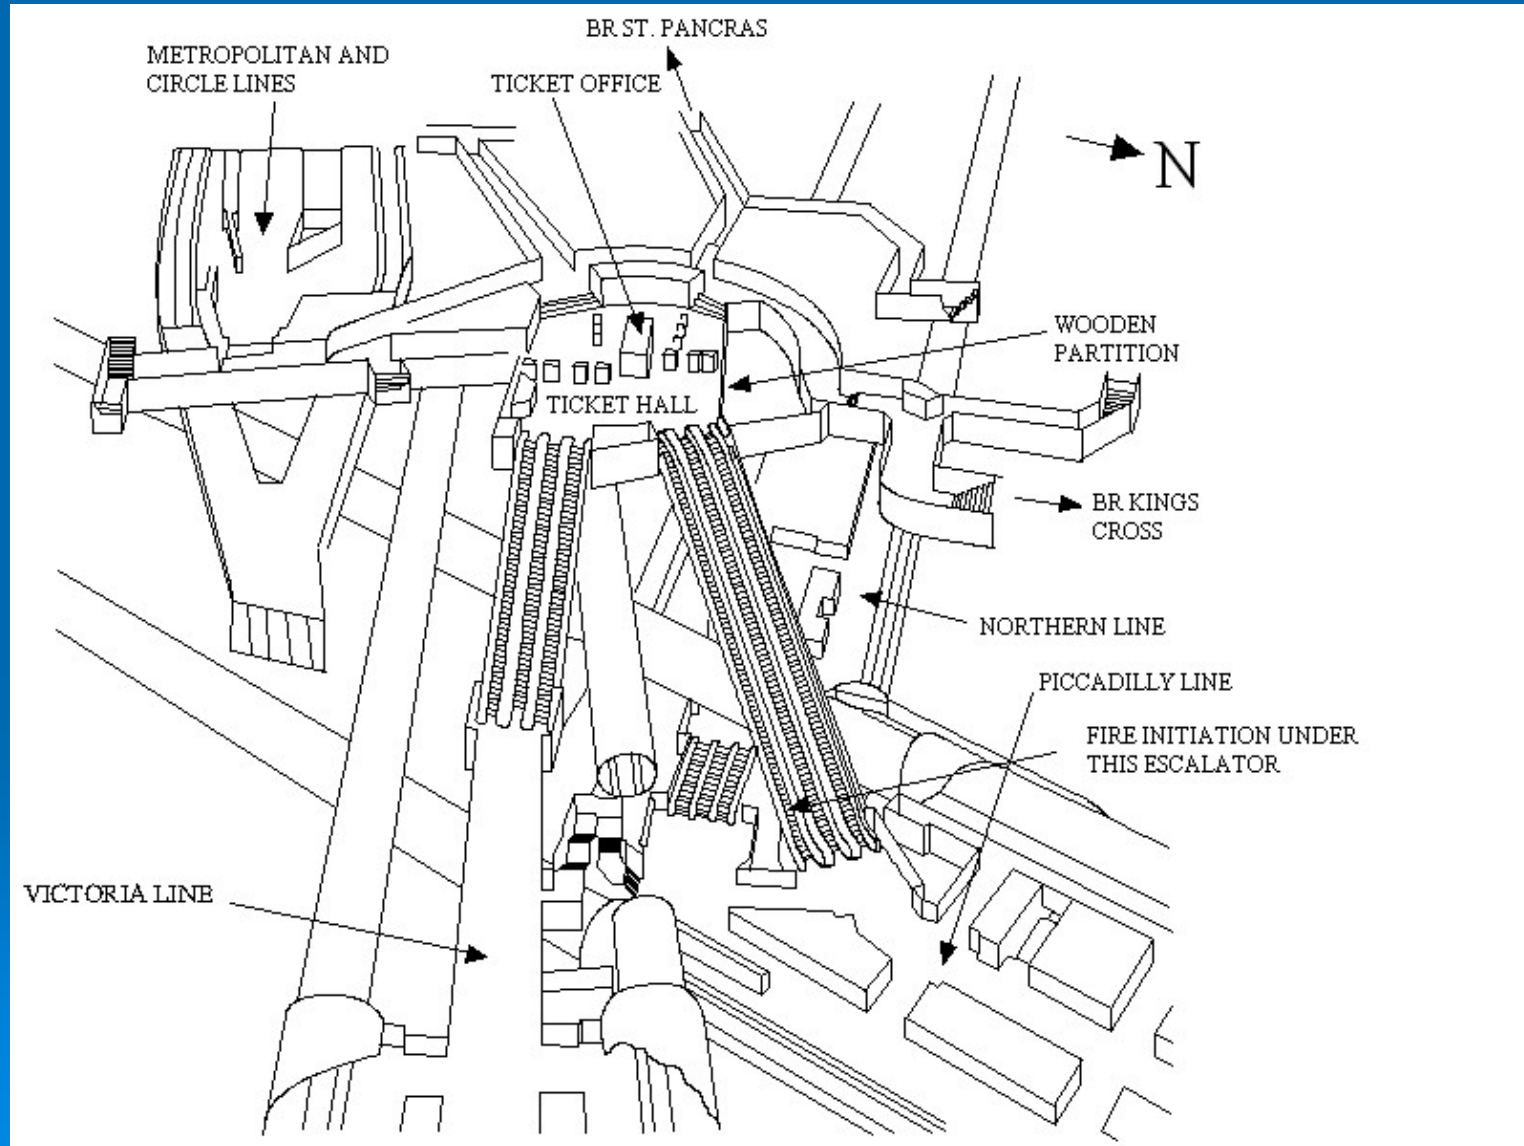 BR ST. PANCRAS
METROPOLITAN AND
CIRCLE LINES
TICKET OFFICE
N
WOODEN
PARTITION
TICKET HALL
BR KINGS
CROSS
NORTHERN LINE
PICCADILLY LINE
FIRE INITIATION UNDER
THIS ESCALATOR
VICTORIA LINE